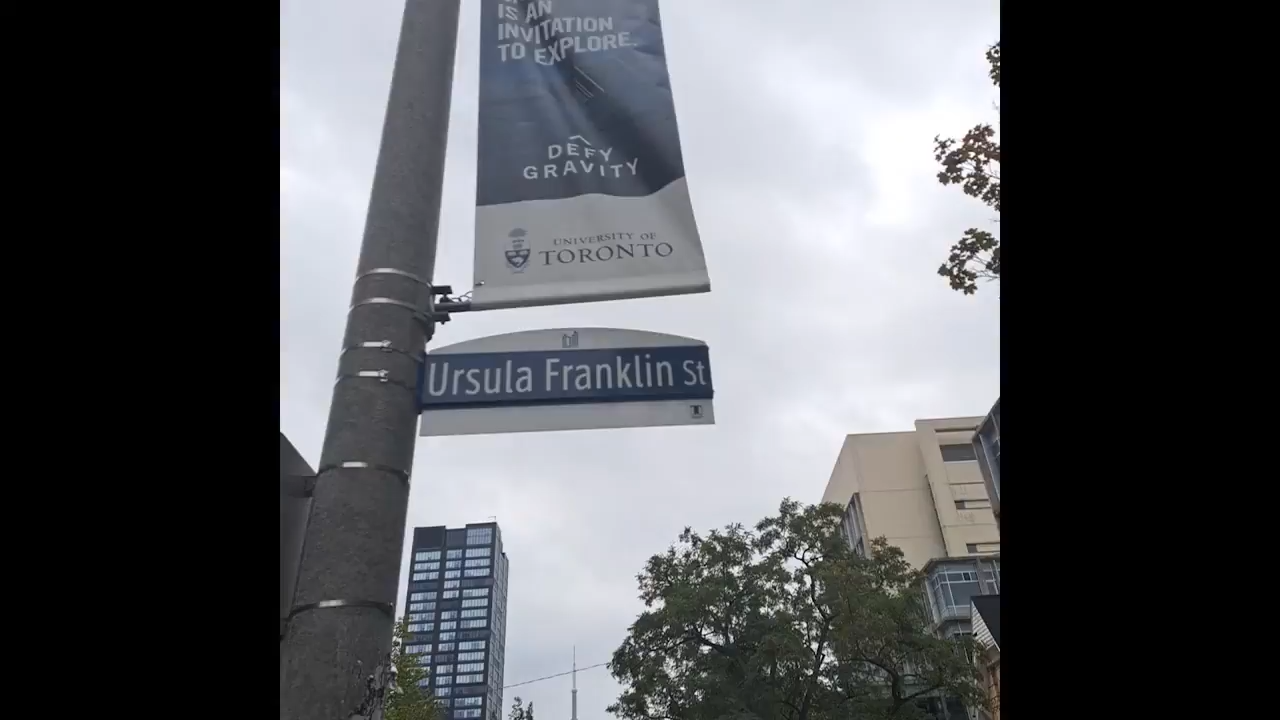 IS AN
INVITATION
TO EXPLORE.
DEFY
GRAVITY
UNIVERSITY OF
TORONTO
Ursula Franklin St